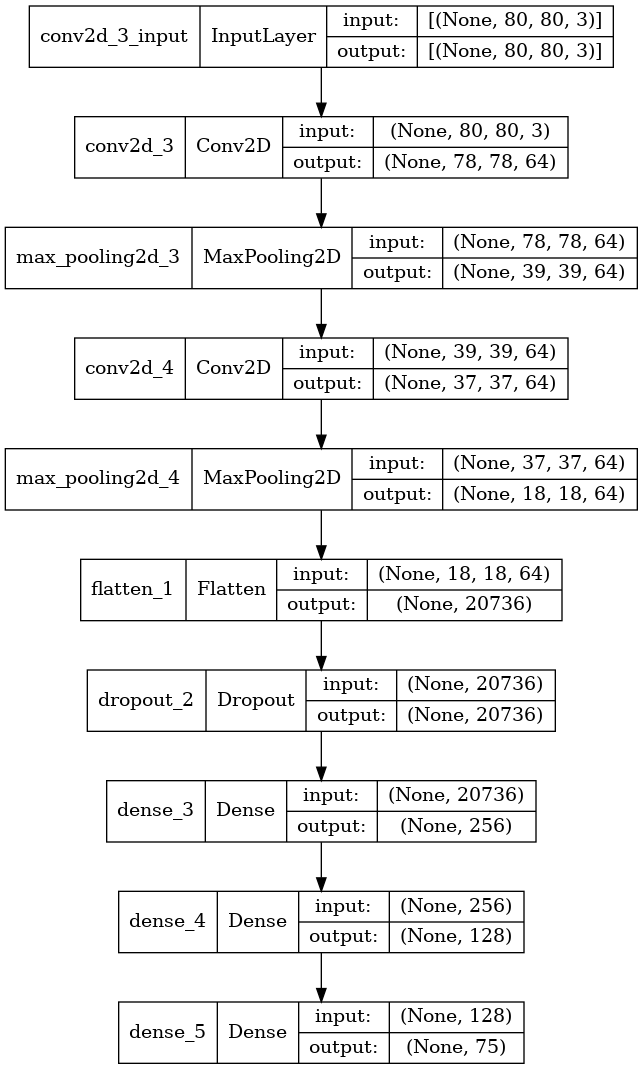 conv2d_3_input InputLayer input: [(None, 80, 80, 3)]
output: [(None, 80, 80, 3)]
conv2d_3 Conv2D input: (None, 80, 80, 3)
output: (None, 78, 78, 64)
max_pooling2d_3 MaxPooling2D input: (None, 78, 78, 64)
output: (None, 39, 39, 64)
conv2d_4 Conv2D input: (None, 39, 39, 64)
output: (None, 37, 37, 64)
max_pooling2d_4 MaxPooling2D input: (None, 37, 37, 64)
output: (None, 18, 18, 64)
flatten_1 Flatten input: (None, 18, 18, 64)
output: (None, 20736)
dropout_2 Dropout input: (None, 20736)
output: (None, 20736)
dense_3 Dense input: (None, 20736)
output: (None, 256)
dense_4 Dense input: (None, 256)
output: (None, 128)
dense_5 Dense input: (None, 128)
output: (None, 75)